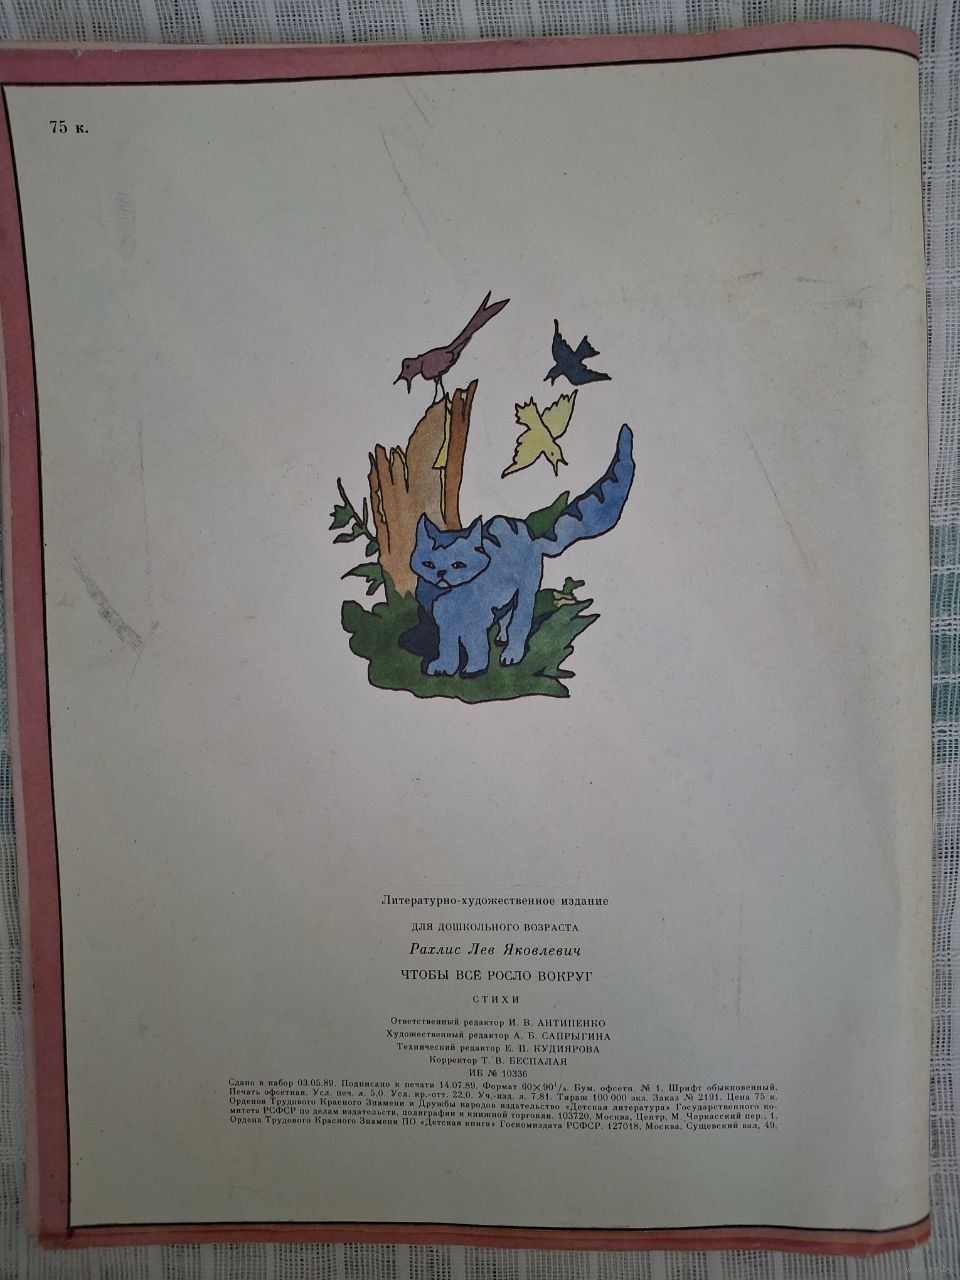 75 к.
Литературно-художественное издание
ДЛЯ ДОШКОЛЬНОГО ВОЗРАСТА
Рахлис Лев Яковлевич
ЧТОБЫ ВСЁ РОСЛО ВОКРУГ
СТИХИ
Ответственный редактор И. В. АНТИПЕНКО
Художественный редактор А. Б. САПРЫГИНА
Технический редактор Е. П. КУДИЯРОВА
Корректор Т. В. БЕСПАЛАЯ
ИБ № 10336
Сдано в набор 03.05.89. Подписано к печати 14.07.89. Формат 60×90¹/₈. Бум. офсетн. № 1. Шрифт обыкновенный.
Печать офсетная. Усл. печ. л. 5,0. Усл. кр.-отт. 22,0. Уч.-изд. л. 7,81. Тираж 100 000 экз. Заказ № 2191. Цена 75 к.
Орденов Трудового Красного Знамени и Дружбы народов издательство «Детская литература» Государственного ко-
митета РСФСР по делам издательств, полиграфии и книжной торговли. 103720, Москва, Центр, М. Черкасский пер., 1.
Ордена Трудового Красного Знамени ПО «Детская книга» Госкомиздата РСФСР. 127018, Москва, Сущевский вал, 49.